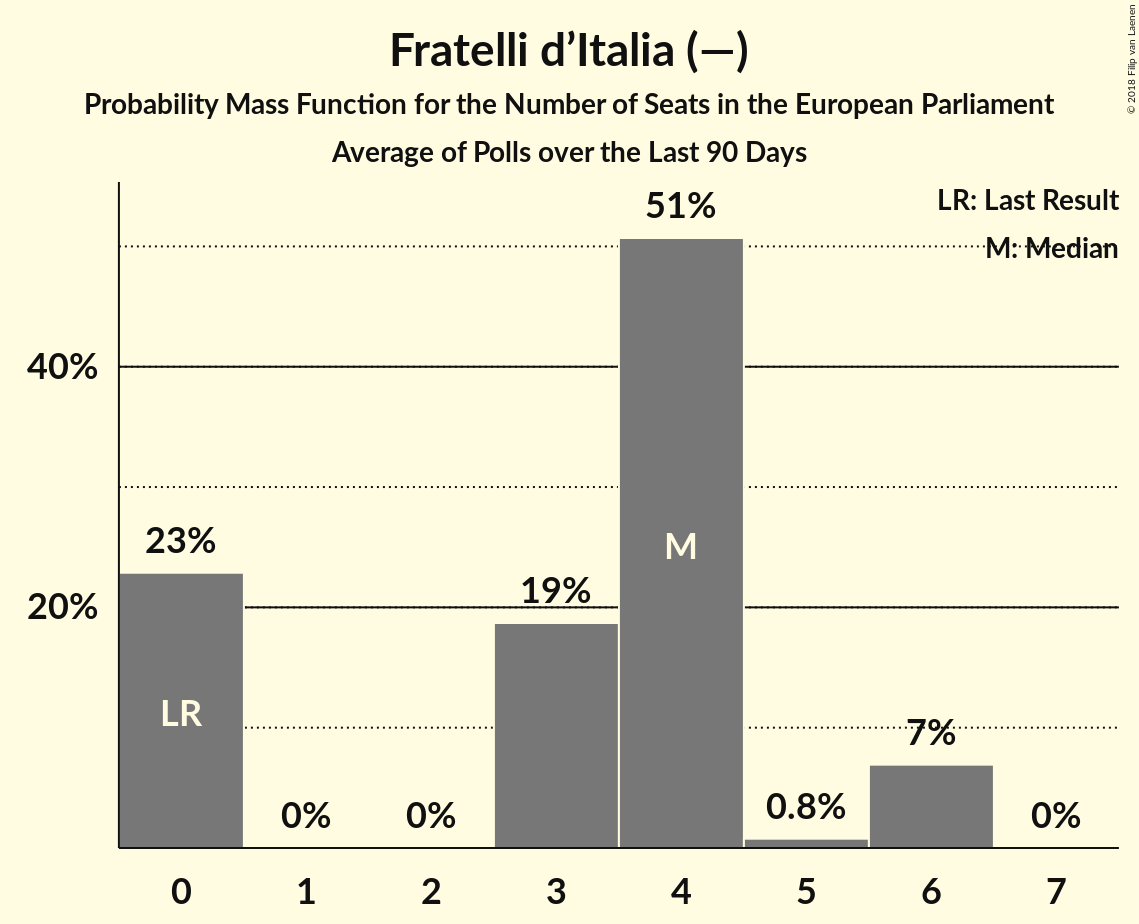 Fratelli d’Italia (—)
Probability Mass Function for the Number of Seats in the European Parliament
Average of Polls over the Last 90 Days
© 2018 Filip van Laenen
LR: Last Result
M: Median
51%
40%
23%
M
19%
20%
LR
7%
0%
0%
0.8%
0%
0 1 2 3 4 5 6 7